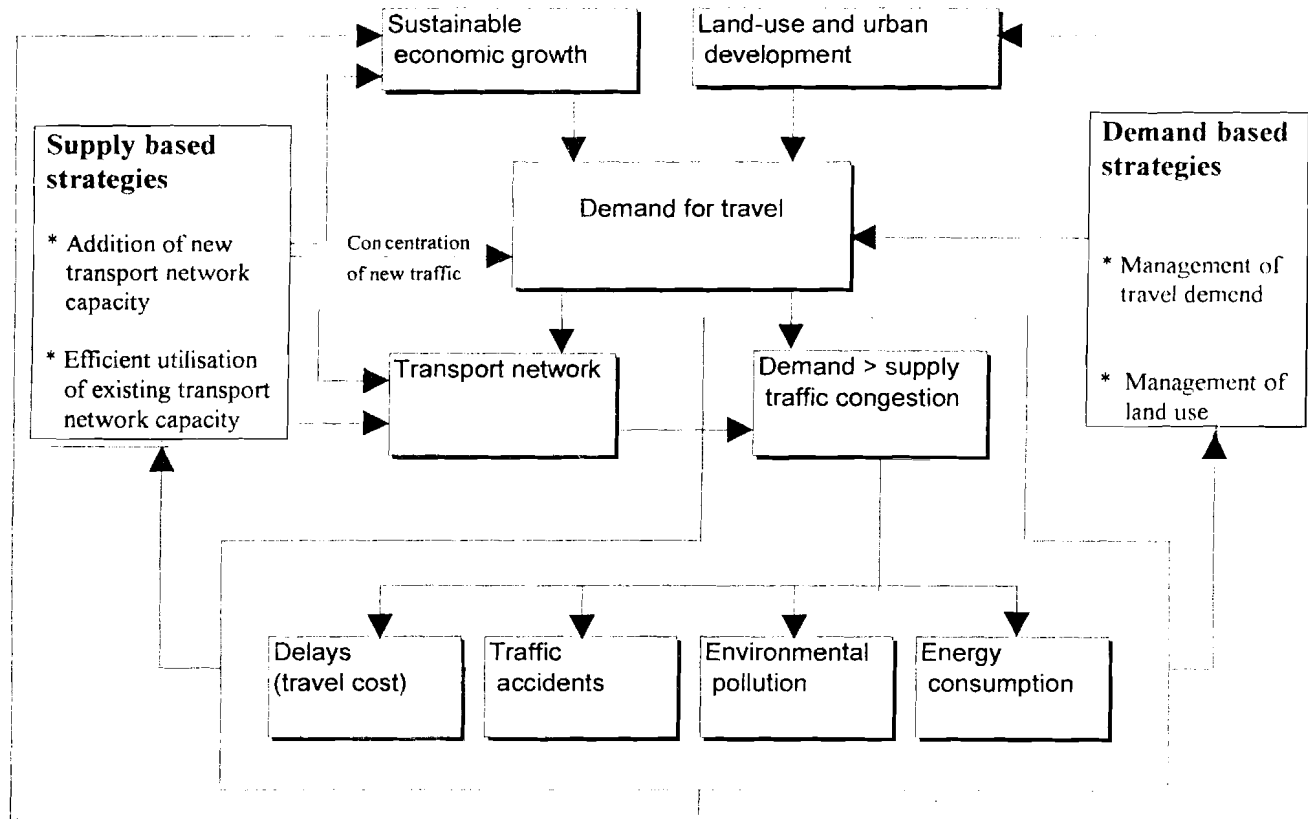 Sustainable
economic growth
Land-use and urban
development
Supply based
strategies
* Addition of new
transport network
capacity
* Efficient utilisation
of existing transport
network capacity
Concentration
of new traffic
Demand for travel
Demand based
strategies
* Management of
travel demend
* Management of
land use
Transport network
Demand > supply
traffic congestion
Delays
(travel cost)
Traffic
accidents
Environmental
pollution
Energy
consumption